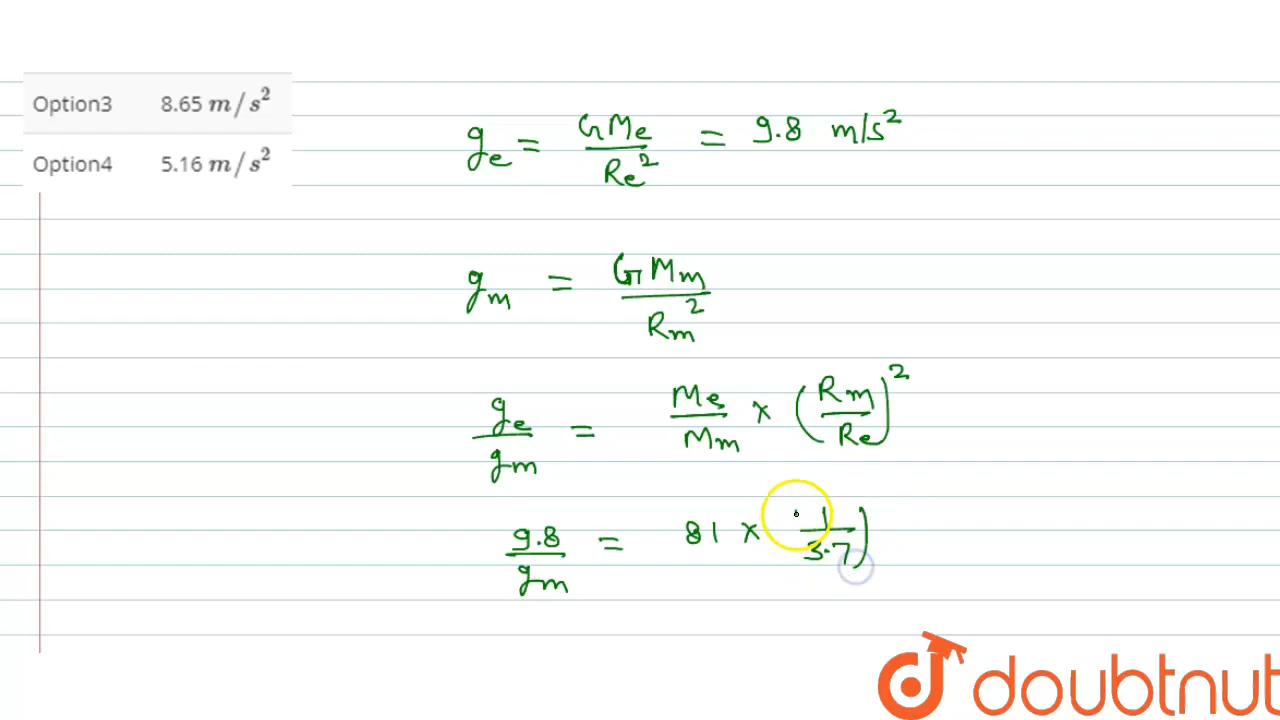 Option3 8.65 m/s²
Option4 5.16 m/s²
gₑ = GMₑ / Rₑ² = 9.8 m/s²
gₘ = GMₘ / Rₘ²
gₑ / gₘ = Mₑ / Mₘ × (Rₘ / Rₑ)²
9.8 / gₘ = 81 × 1 / 3.7)
doubtnut